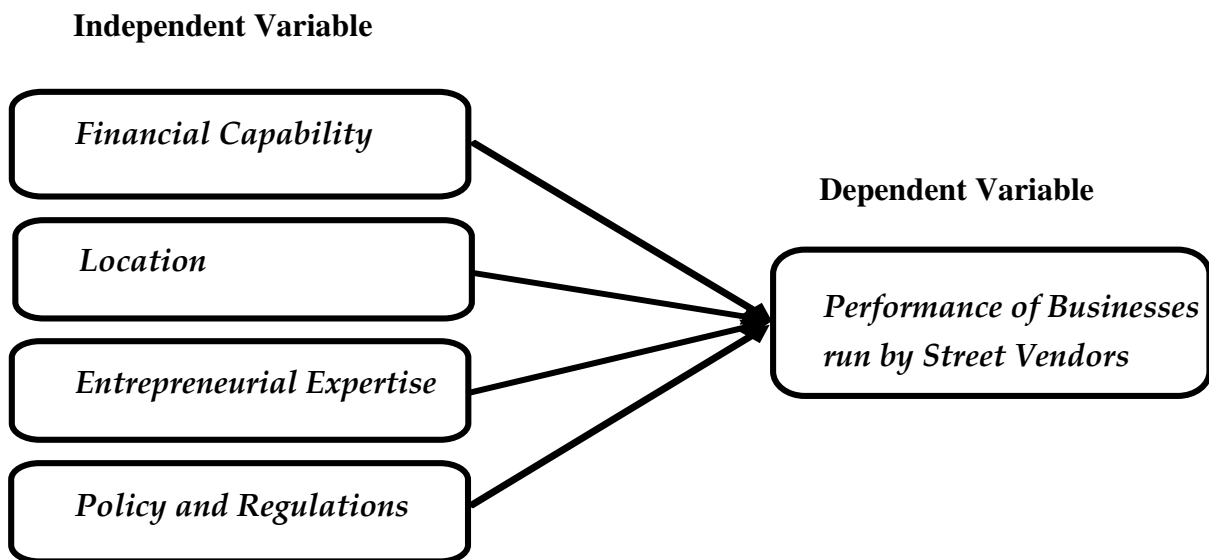 Independent Variable
Financial Capability
Location
Entrepreneurial Expertise
Policy and Regulations
Dependent Variable
Performance of Businesses
run by Street Vendors